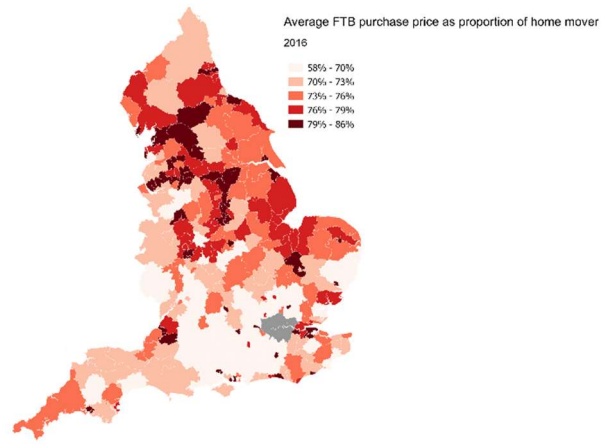 Average FTB purchase price as proportion of home mover
2016
58% - 70%
70% - 73%
73% - 76%
76% - 79%
79% - 86%